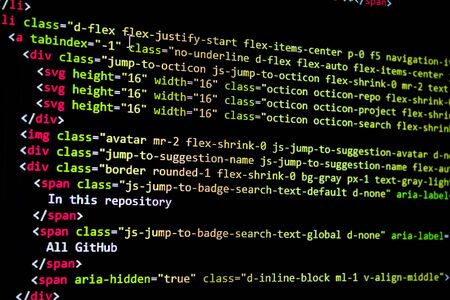 /li>
</span>
li class="d-flex flex-justify-start flex-items-center p-0 f5 navigation-i
<a tabindex="-1" class="no-underline d-flex flex-auto flex-items-center
<div class="jump-to-octicon js-jump-to-octicon flex-shrink-0 mr-2 text
<svg height="16" width="16" class="octicon octicon-repo flex-shrink-0
<svg height="16" width="16" class="octicon octicon-project flex-shrin
<svg height="16" width="16" class="octicon octicon-search flex-shrink
</div>
<img class="avatar mr-2 flex-shrink-0 js-jump-to-suggestion-avatar d-n
<div class="jump-to-suggestion-name js-jump-to-suggestion-name flex-au
<div class="border rounded-1 flex-shrink-0 bg-gray px-1 text-gray-ligh
<span class="js-jump-to-badge-search-text-default d-none" aria-label
In this repository
</span>
<span class="js-jump-to-badge-search-text-global d-none" aria-label=
All GitHub
</span>
<span aria-hidden="true" class="d-inline-block ml-1 v-align-middle">
</div>